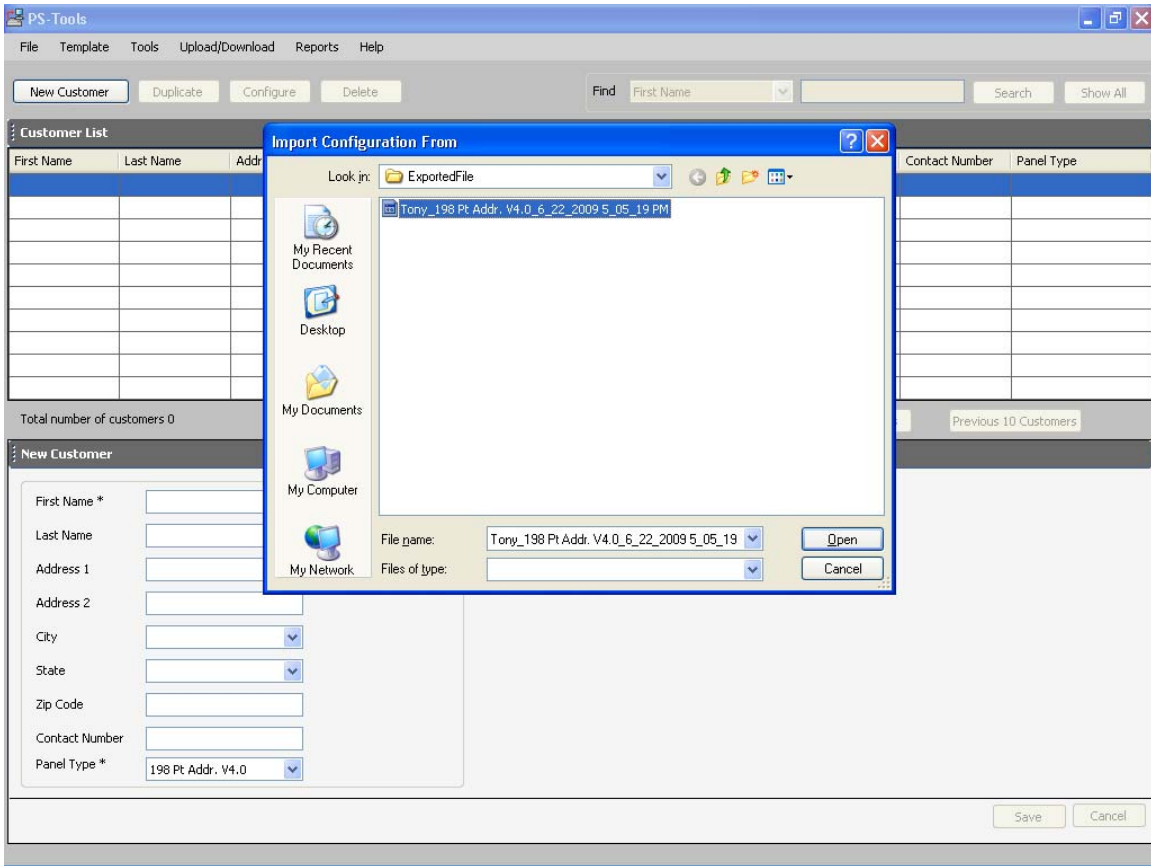 PS-Tools
File Template Tools Upload/Download Reports Help
New Customer Duplicate Configure Delete Find First Name Search Show All
Customer List
First Name Last Name Addr Contact Number Panel Type
Import Configuration From
Look in: ExportedFile
Tony_198 Pt Addr. V4.0_6_22_2009 5_05_19 PM
My Recent
Documents
Desktop
My Documents
My Computer
My Network
File name: Tony_198 Pt Addr. V4.0_6_22_2009 5_05_19 Open
Files of type: Cancel
Total number of customers 0 Previous 10 Customers
New Customer
First Name *
Last Name
Address 1
Address 2
City
State
Zip Code
Contact Number
Panel Type * 198 Pt Addr. V4.0
Save Cancel